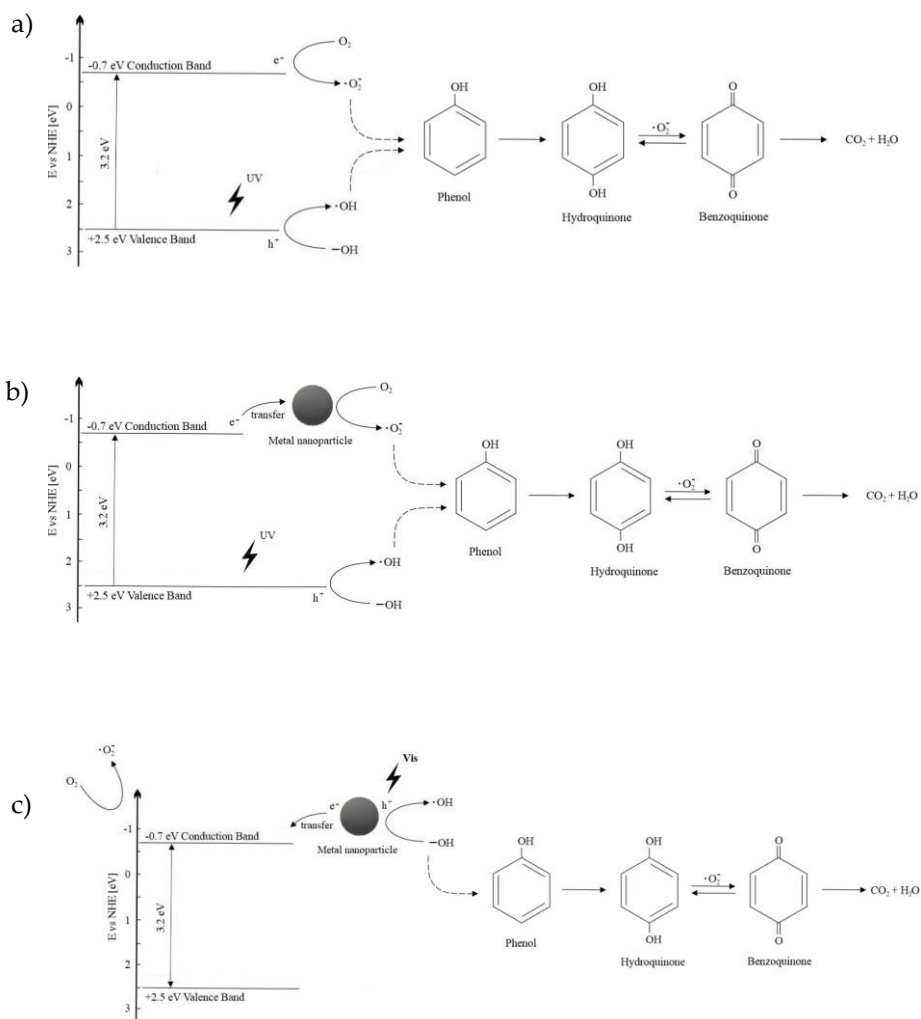 a)
O₂
e⁻
-1
-0.7 eV Conduction Band
·O₂⁻
OH
OH
O
0
E vs NHE [eV]
3.2 eV
·O₂⁻
CO₂ + H₂O
1
UV
Phenol
OH
O
2
·OH
Hydroquinone
Benzoquinone
+2.5 eV Valence Band
h⁺
3
–OH
b)
O₂
e⁻
transfer
-1
-0.7 eV Conduction Band
Metal nanoparticle
·O₂⁻
OH
OH
O
0
E vs NHE [eV]
3.2 eV
·O₂⁻
CO₂ + H₂O
1
UV
Phenol
OH
O
2
·OH
Hydroquinone
Benzoquinone
+2.5 eV Valence Band
h⁺
3
–OH
·O₂⁻
Vis
O₂
c)
e⁻
h⁺
·OH
transfer
-1
-0.7 eV Conduction Band
Metal nanoparticle
–OH
OH
OH
O
0
E vs NHE [eV]
3.2 eV
·O₂⁻
CO₂ + H₂O
1
Phenol
OH
O
2
Hydroquinone
Benzoquinone
+2.5 eV Valence Band
3